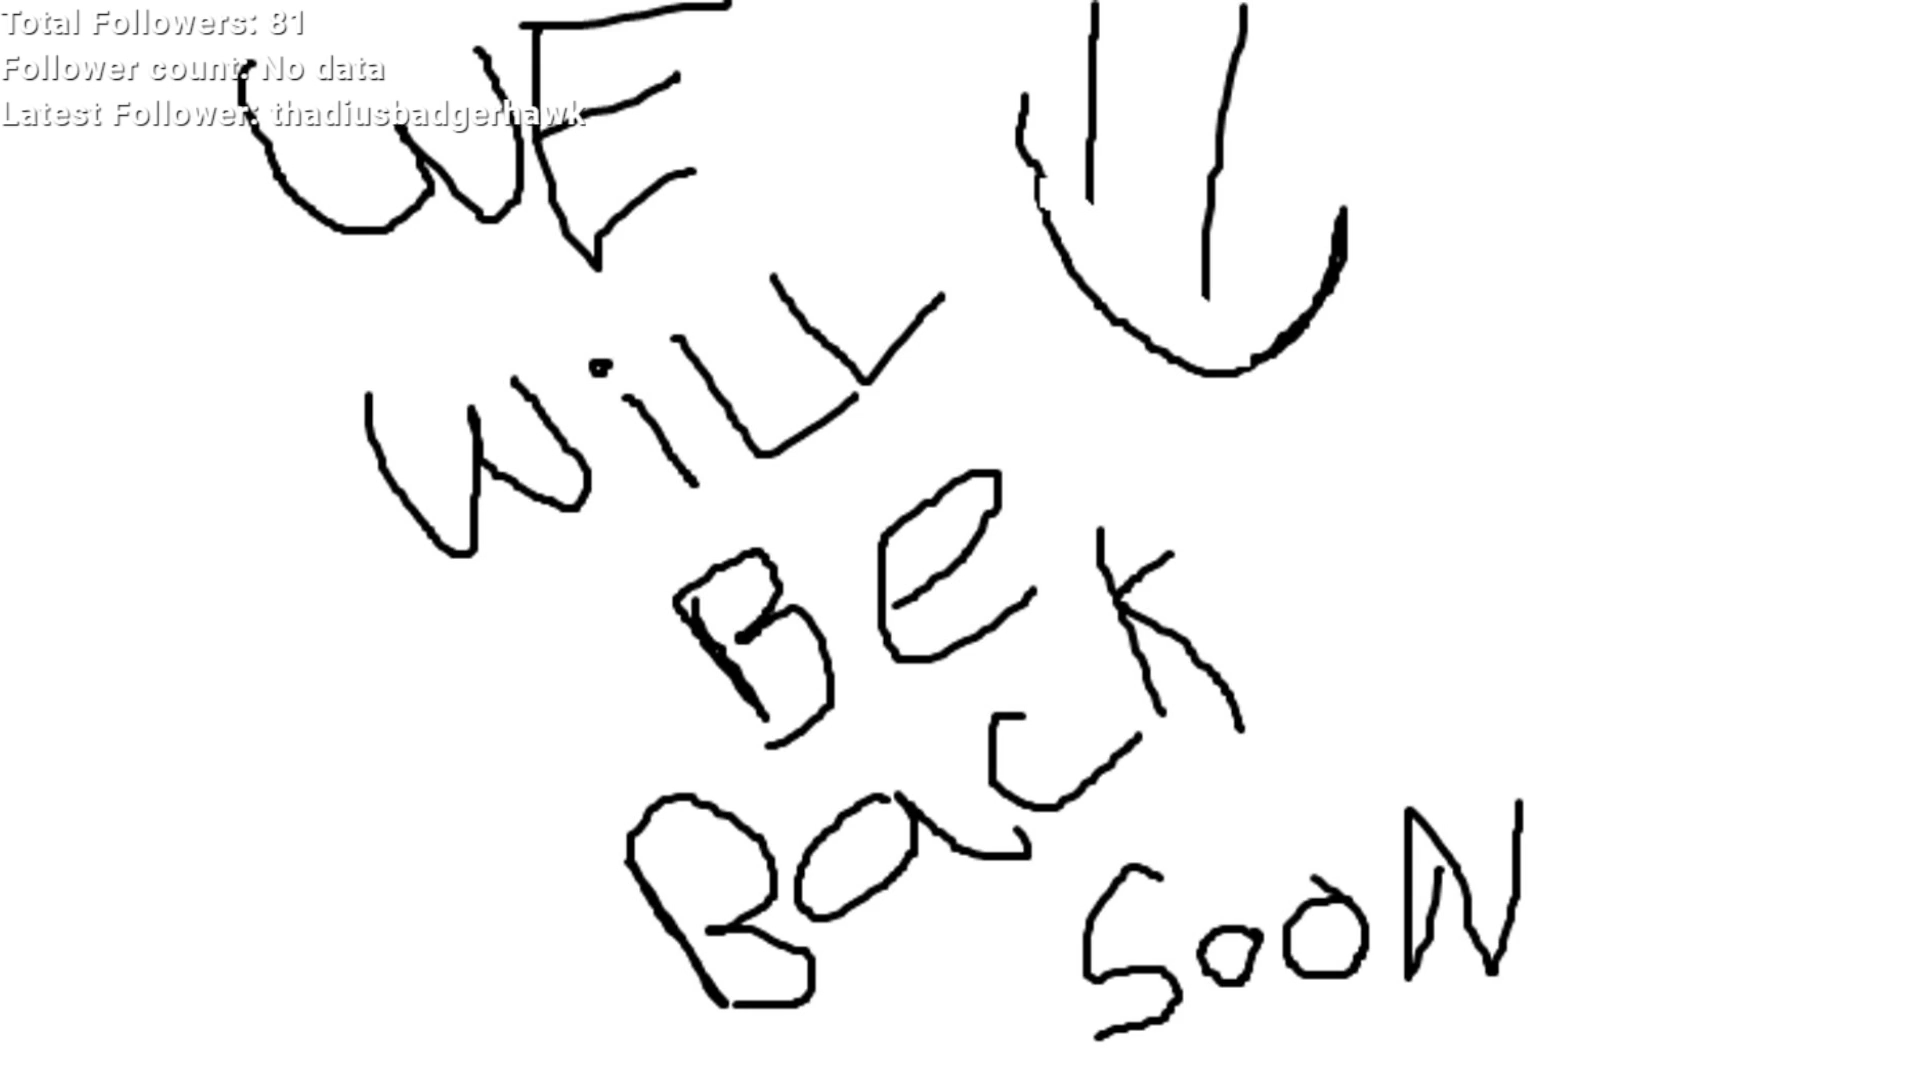 Total Followers: 81
Follower count: No data
Latest Follower: thadiusbadgerhawk
WE
WiLL
Be
Back
SooN